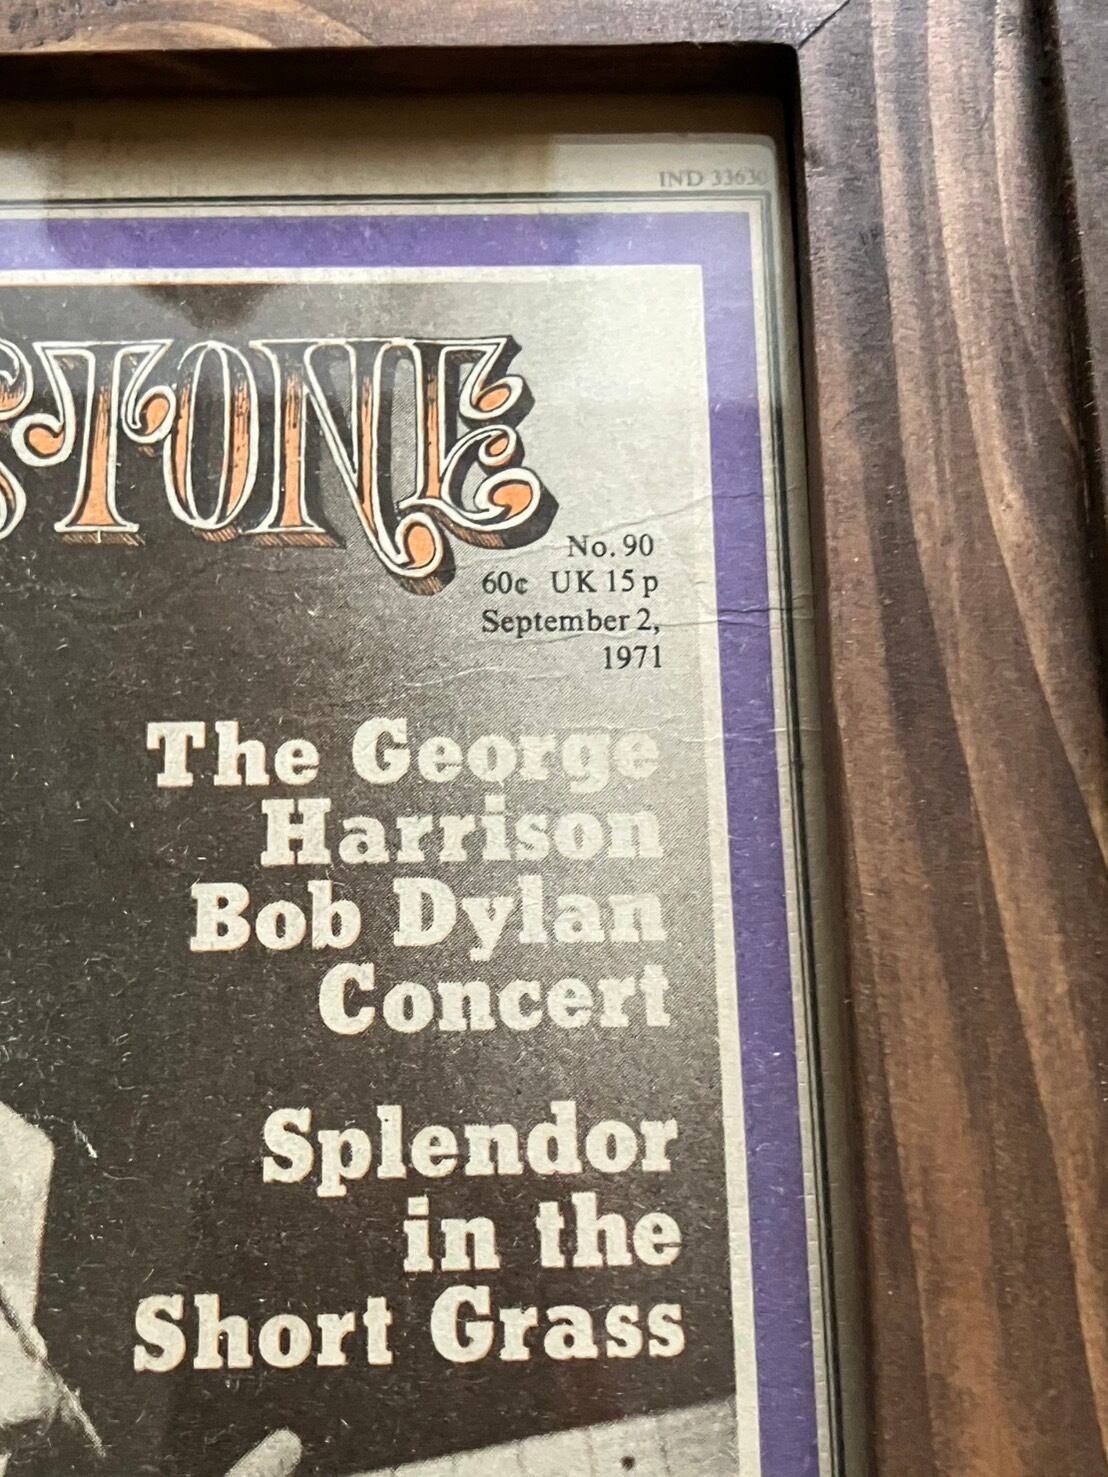 IND 33630
STONE
No. 90
60¢ UK 15 p
September 2,
1971
The George
Harrison
Bob Dylan
Concert
Splendor
in the
Short Grass